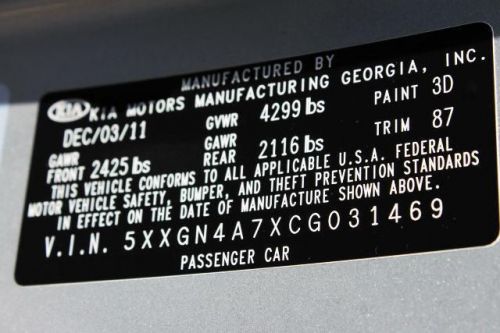 MANUFACTURED BY
KIA KIA MOTORS MANUFACTURING GEORGIA, INC.
DEC/03/11 GVWR 4299 lbs PAINT 3D
GAWR FRONT 2425 lbs GAWR REAR 2116 lbs TRIM 87
THIS VEHICLE CONFORMS TO ALL APPLICABLE U.S.A. FEDERAL
MOTOR VEHICLE SAFETY, BUMPER, AND THEFT PREVENTION STANDARDS
IN EFFECT ON THE DATE OF MANUFACTURE SHOWN ABOVE.
V.I.N. 5XXGN4A7XCG031469
PASSENGER CAR